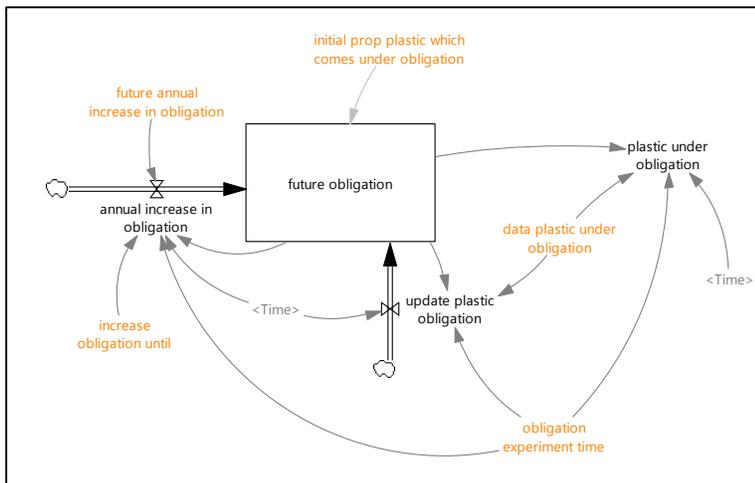 initial prop plastic which
comes under obligation
future annual
increase in obligation
plastic under
obligation
future obligation
annual increase in
obligation
data plastic under
obligation
<Time>
<Time>
update plastic
obligation
increase
obligation until
obligation
experiment time